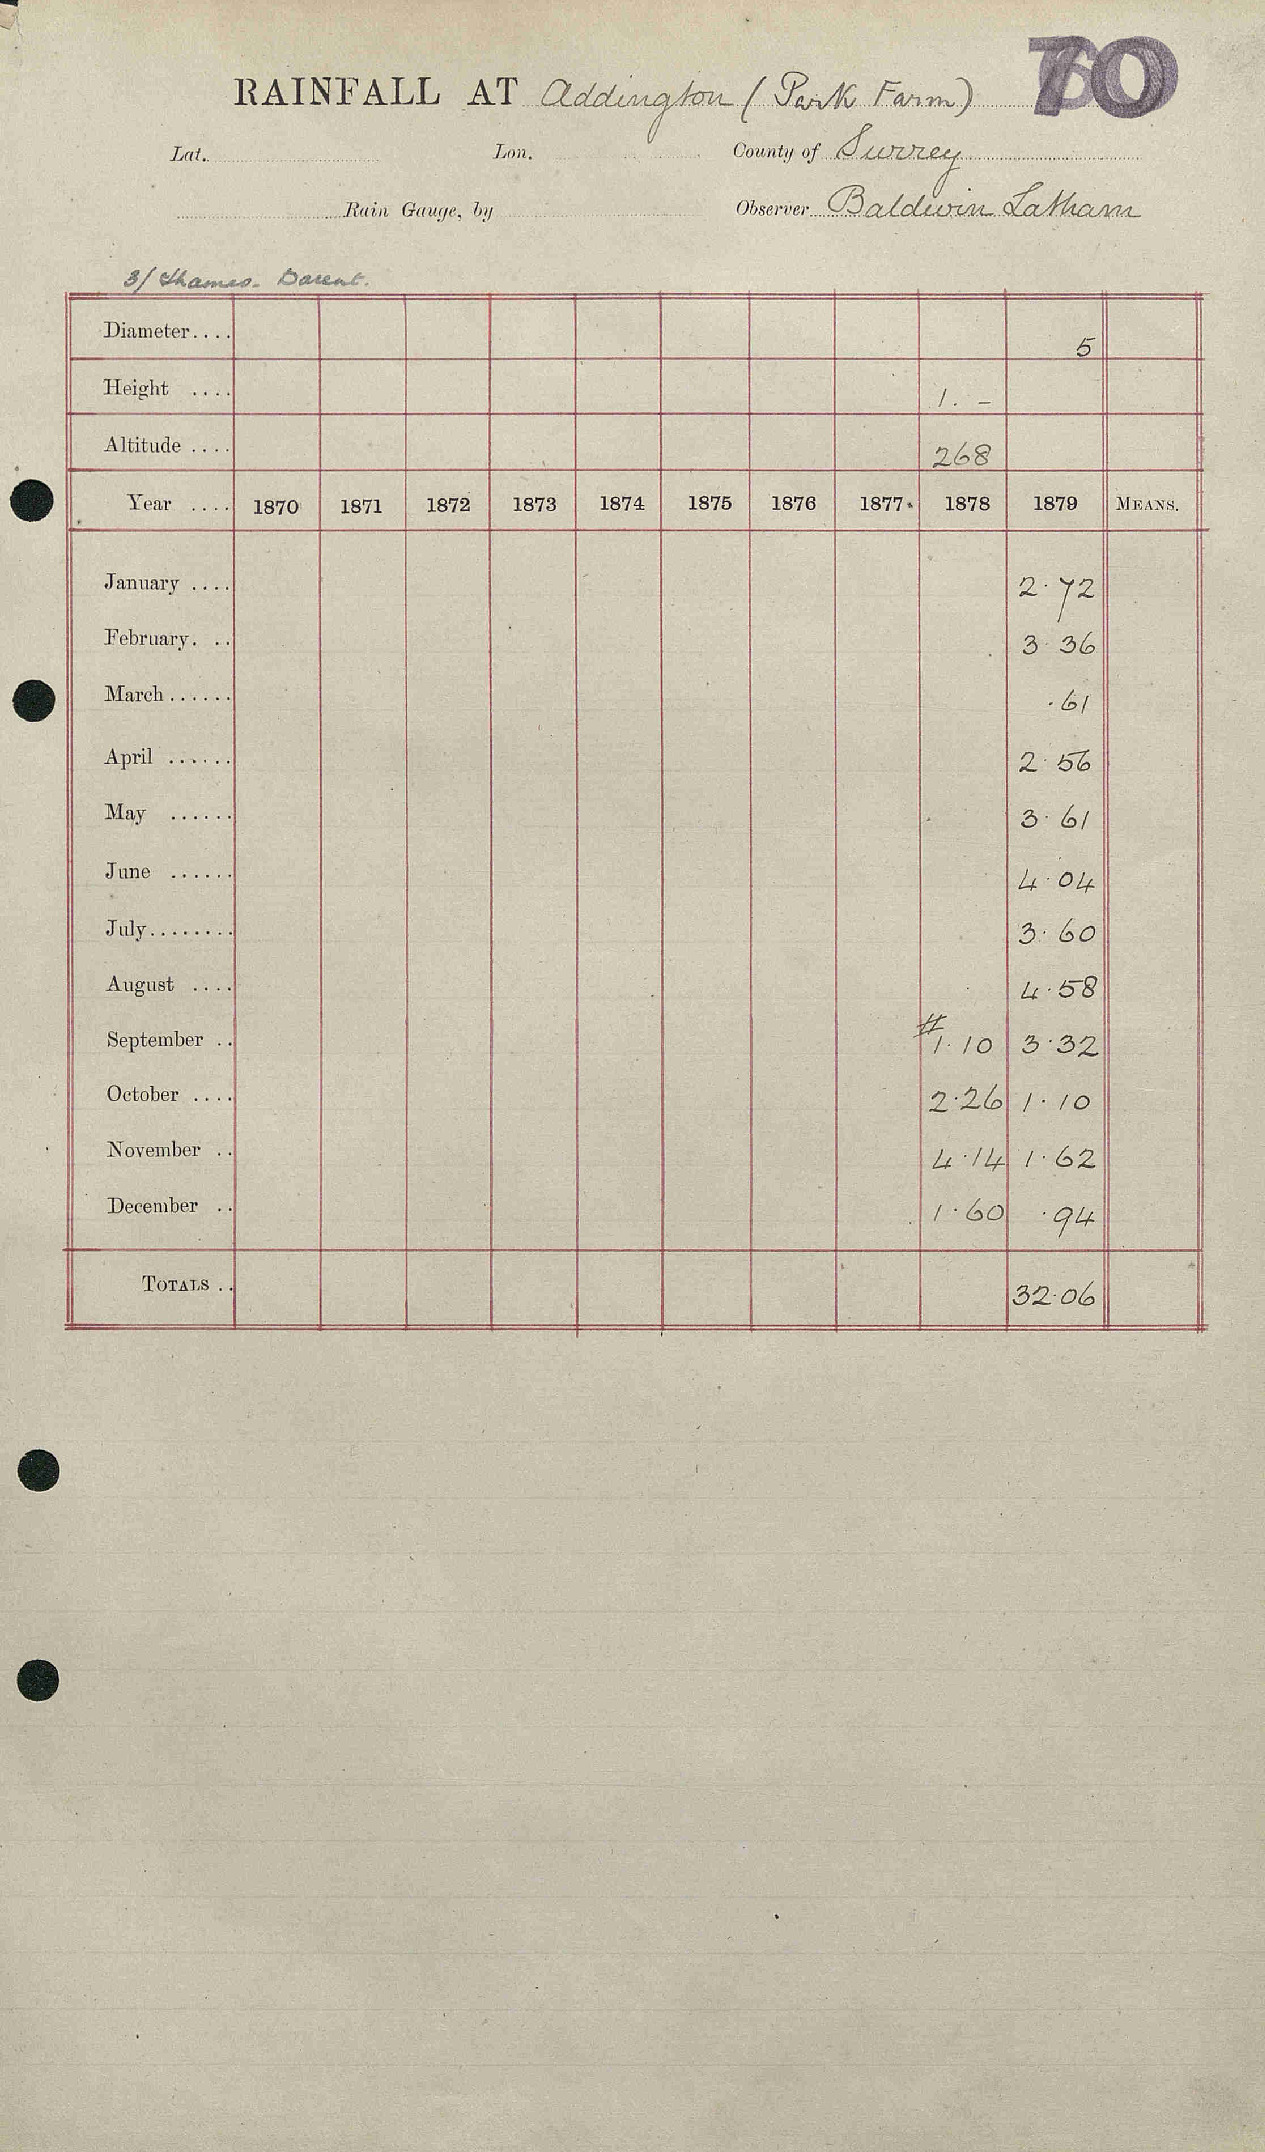 70
RAINFALL AT Addington (Park Farm)
Lat. Lon. County of Surrey
Rain Gauge, by Observer Baldwin Latham
3/ Thames. Darent.
Diameter.... 5
Height .... 1. –
Altitude .... 268
Year .... 1870 1871 1872 1873 1874 1875 1876 1877. 1878 1879 MEANS.
January .... 2.72
February. .. 3 36
March...... .61
April ...... 2.56
May ...... 3.61
June ...... 4.04
July........ 3.60
August .... 4.58
September .. # 1.10 3.32
October .... 2.26 1.10
November .. 4.14 1.62
December .. 1.60 .94
TOTALS .. 32.06